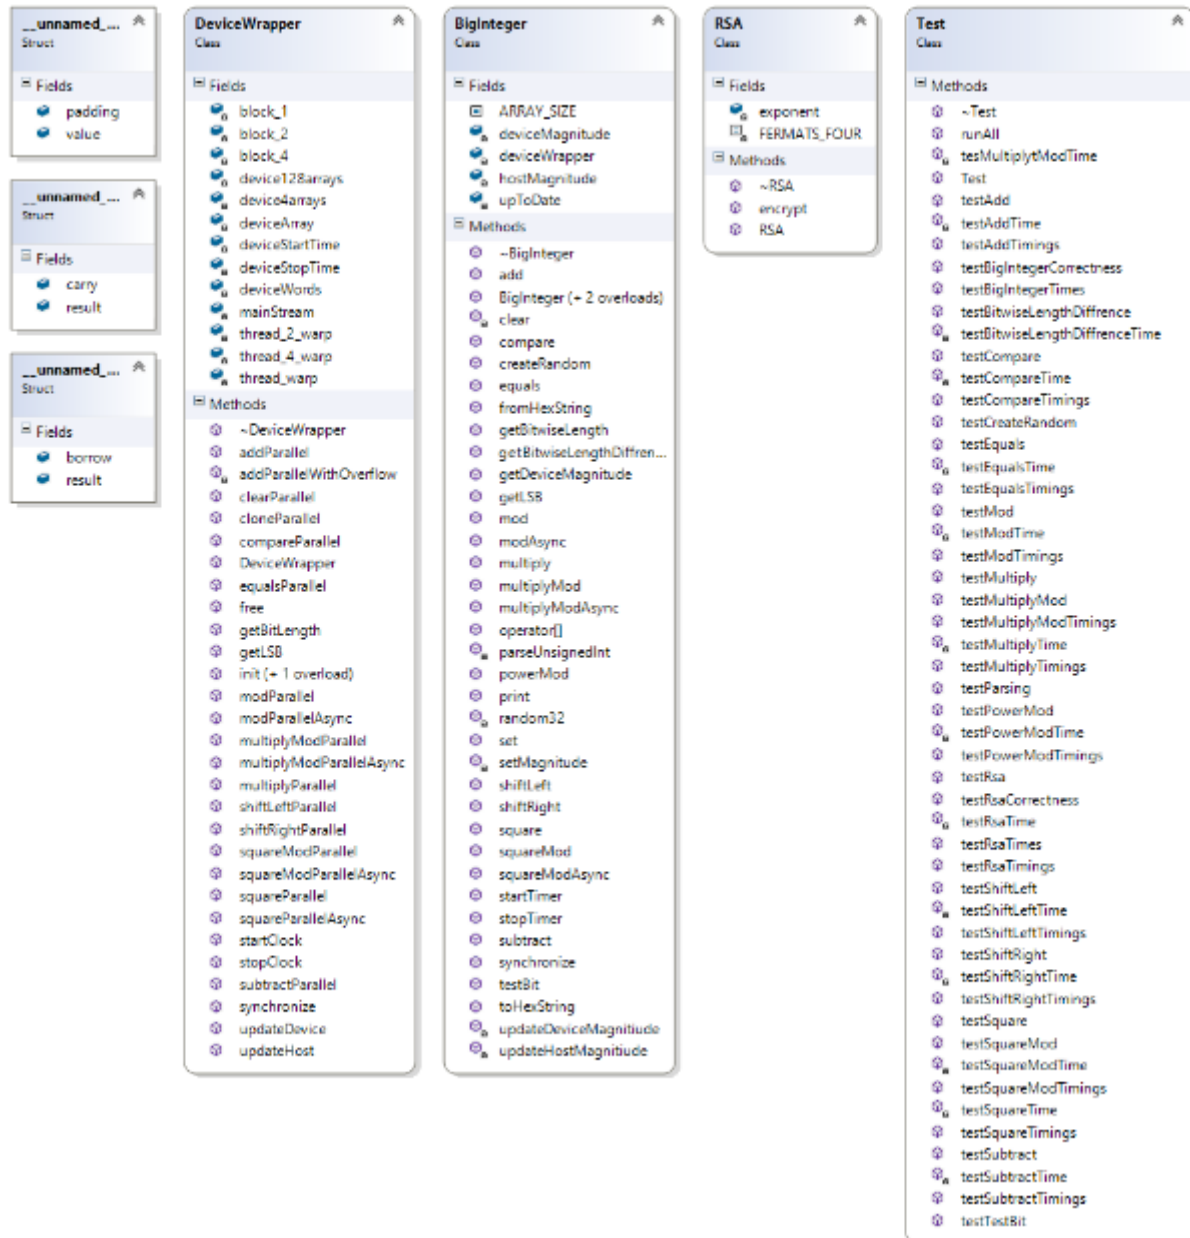 __unnamed_...
Struct
Fields
padding
value
__unnamed_...
Struct
Fields
carry
result
__unnamed_...
Struct
Fields
borrow
result
DeviceWrapper
Class
Fields
block_1
block_2
block_4
device128arrays
device4arrays
deviceArray
deviceStartTime
deviceStopTime
deviceWords
mainStream
thread_2_warp
thread_4_warp
thread_warp
Methods
~DeviceWrapper
addParallel
addParallelWithOverflow
clearParallel
cloneParallel
compareParallel
DeviceWrapper
equalsParallel
free
getBitLength
getLSB
init (+ 1 overload)
modParallel
modParallelAsync
multiplyModParallel
multiplyModParallelAsync
multiplyParallel
shiftLeftParallel
shiftRightParallel
squareModParallel
squareModParallelAsync
squareParallel
squareParallelAsync
startClock
stopClock
subtractParallel
synchronize
updateDevice
updateHost
BigInteger
Class
Fields
ARRAY_SIZE
deviceMagnitude
deviceWrapper
hostMagnitude
upToDate
Methods
~BigInteger
add
BigInteger (+ 2 overloads)
clear
compare
createRandom
equals
fromHexString
getBitwiseLength
getBitwiseLengthDiffren...
getDeviceMagnitude
getLSB
mod
modAsync
multiply
multiplyMod
multiplyModAsync
operator[]
parseUnsignedInt
powerMod
print
random32
set
setMagnitude
shiftLeft
shiftRight
square
squareMod
squareModAsync
startTimer
stopTimer
subtract
synchronize
testBit
toHexString
updateDeviceMagnitiude
updateHostMagnitiude
RSA
Class
Fields
exponent
FERMATS_FOUR
Methods
~RSA
encrypt
RSA
Test
Class
Methods
~Test
runAll
tesMultiplytModTime
Test
testAdd
testAddTime
testAddTimings
testBigIntegerCorrectness
testBigIntegerTimes
testBitwiseLengthDiffrence
testBitwiseLengthDiffrenceTime
testCompare
testCompareTime
testCompareTimings
testCreateRandom
testEquals
testEqualsTime
testEqualsTimings
testMod
testModTime
testModTimings
testMultiply
testMultiplyMod
testMultiplyModTimings
testMultiplyTime
testMultiplyTimings
testParsing
testPowerMod
testPowerModTime
testPowerModTimings
testRsa
testRsaCorrectness
testRsaTime
testRsaTimes
testRsaTimings
testShiftLeft
testShiftLeftTime
testShiftLeftTimings
testShiftRight
testShiftRightTime
testShiftRightTimings
testSquare
testSquareMod
testSquareModTime
testSquareModTimings
testSquareTime
testSquareTimings
testSubtract
testSubtractTime
testSubtractTimings
testTestBit